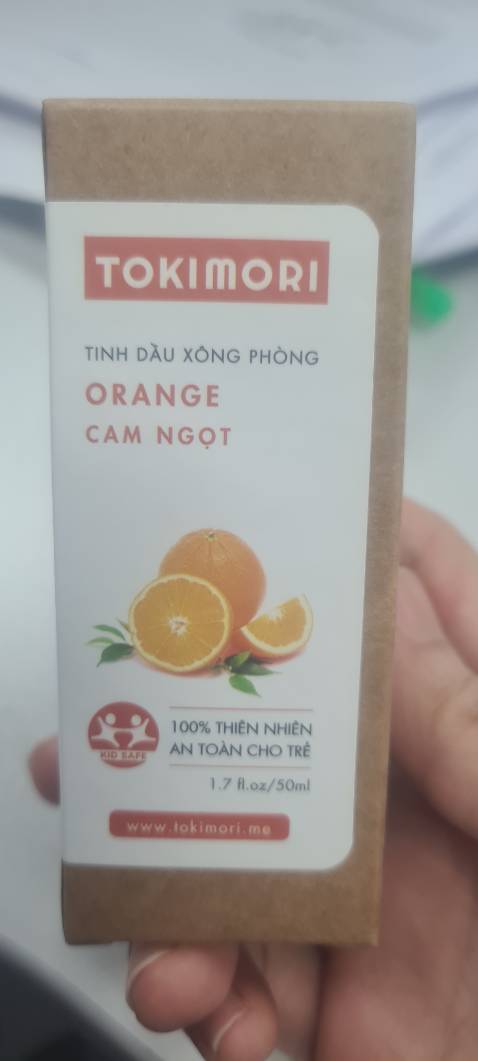 TOKIMORI
TINH DẦU XÔNG PHÒNG
ORANGE
CAM NGỌT
KID SAFE
100% THIÊN NHIÊN
AN TOÀN CHO TRẺ
1.7 fl.oz/50ml
www.tokimori.me